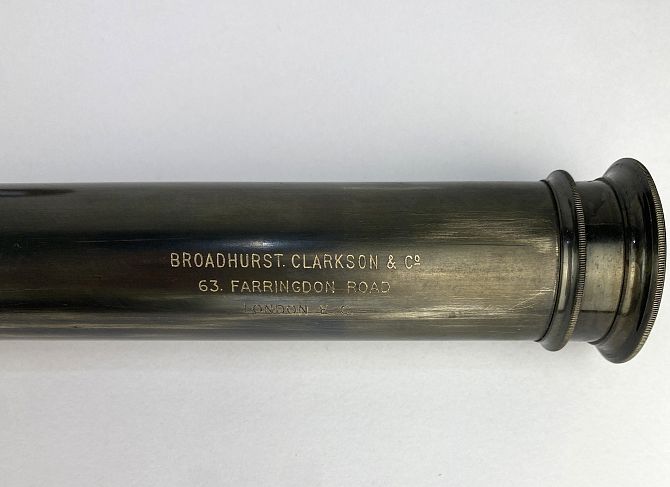 BROADHURST. CLARKSON & Cº
63. FARRINGDON ROAD
LONDON E.C.